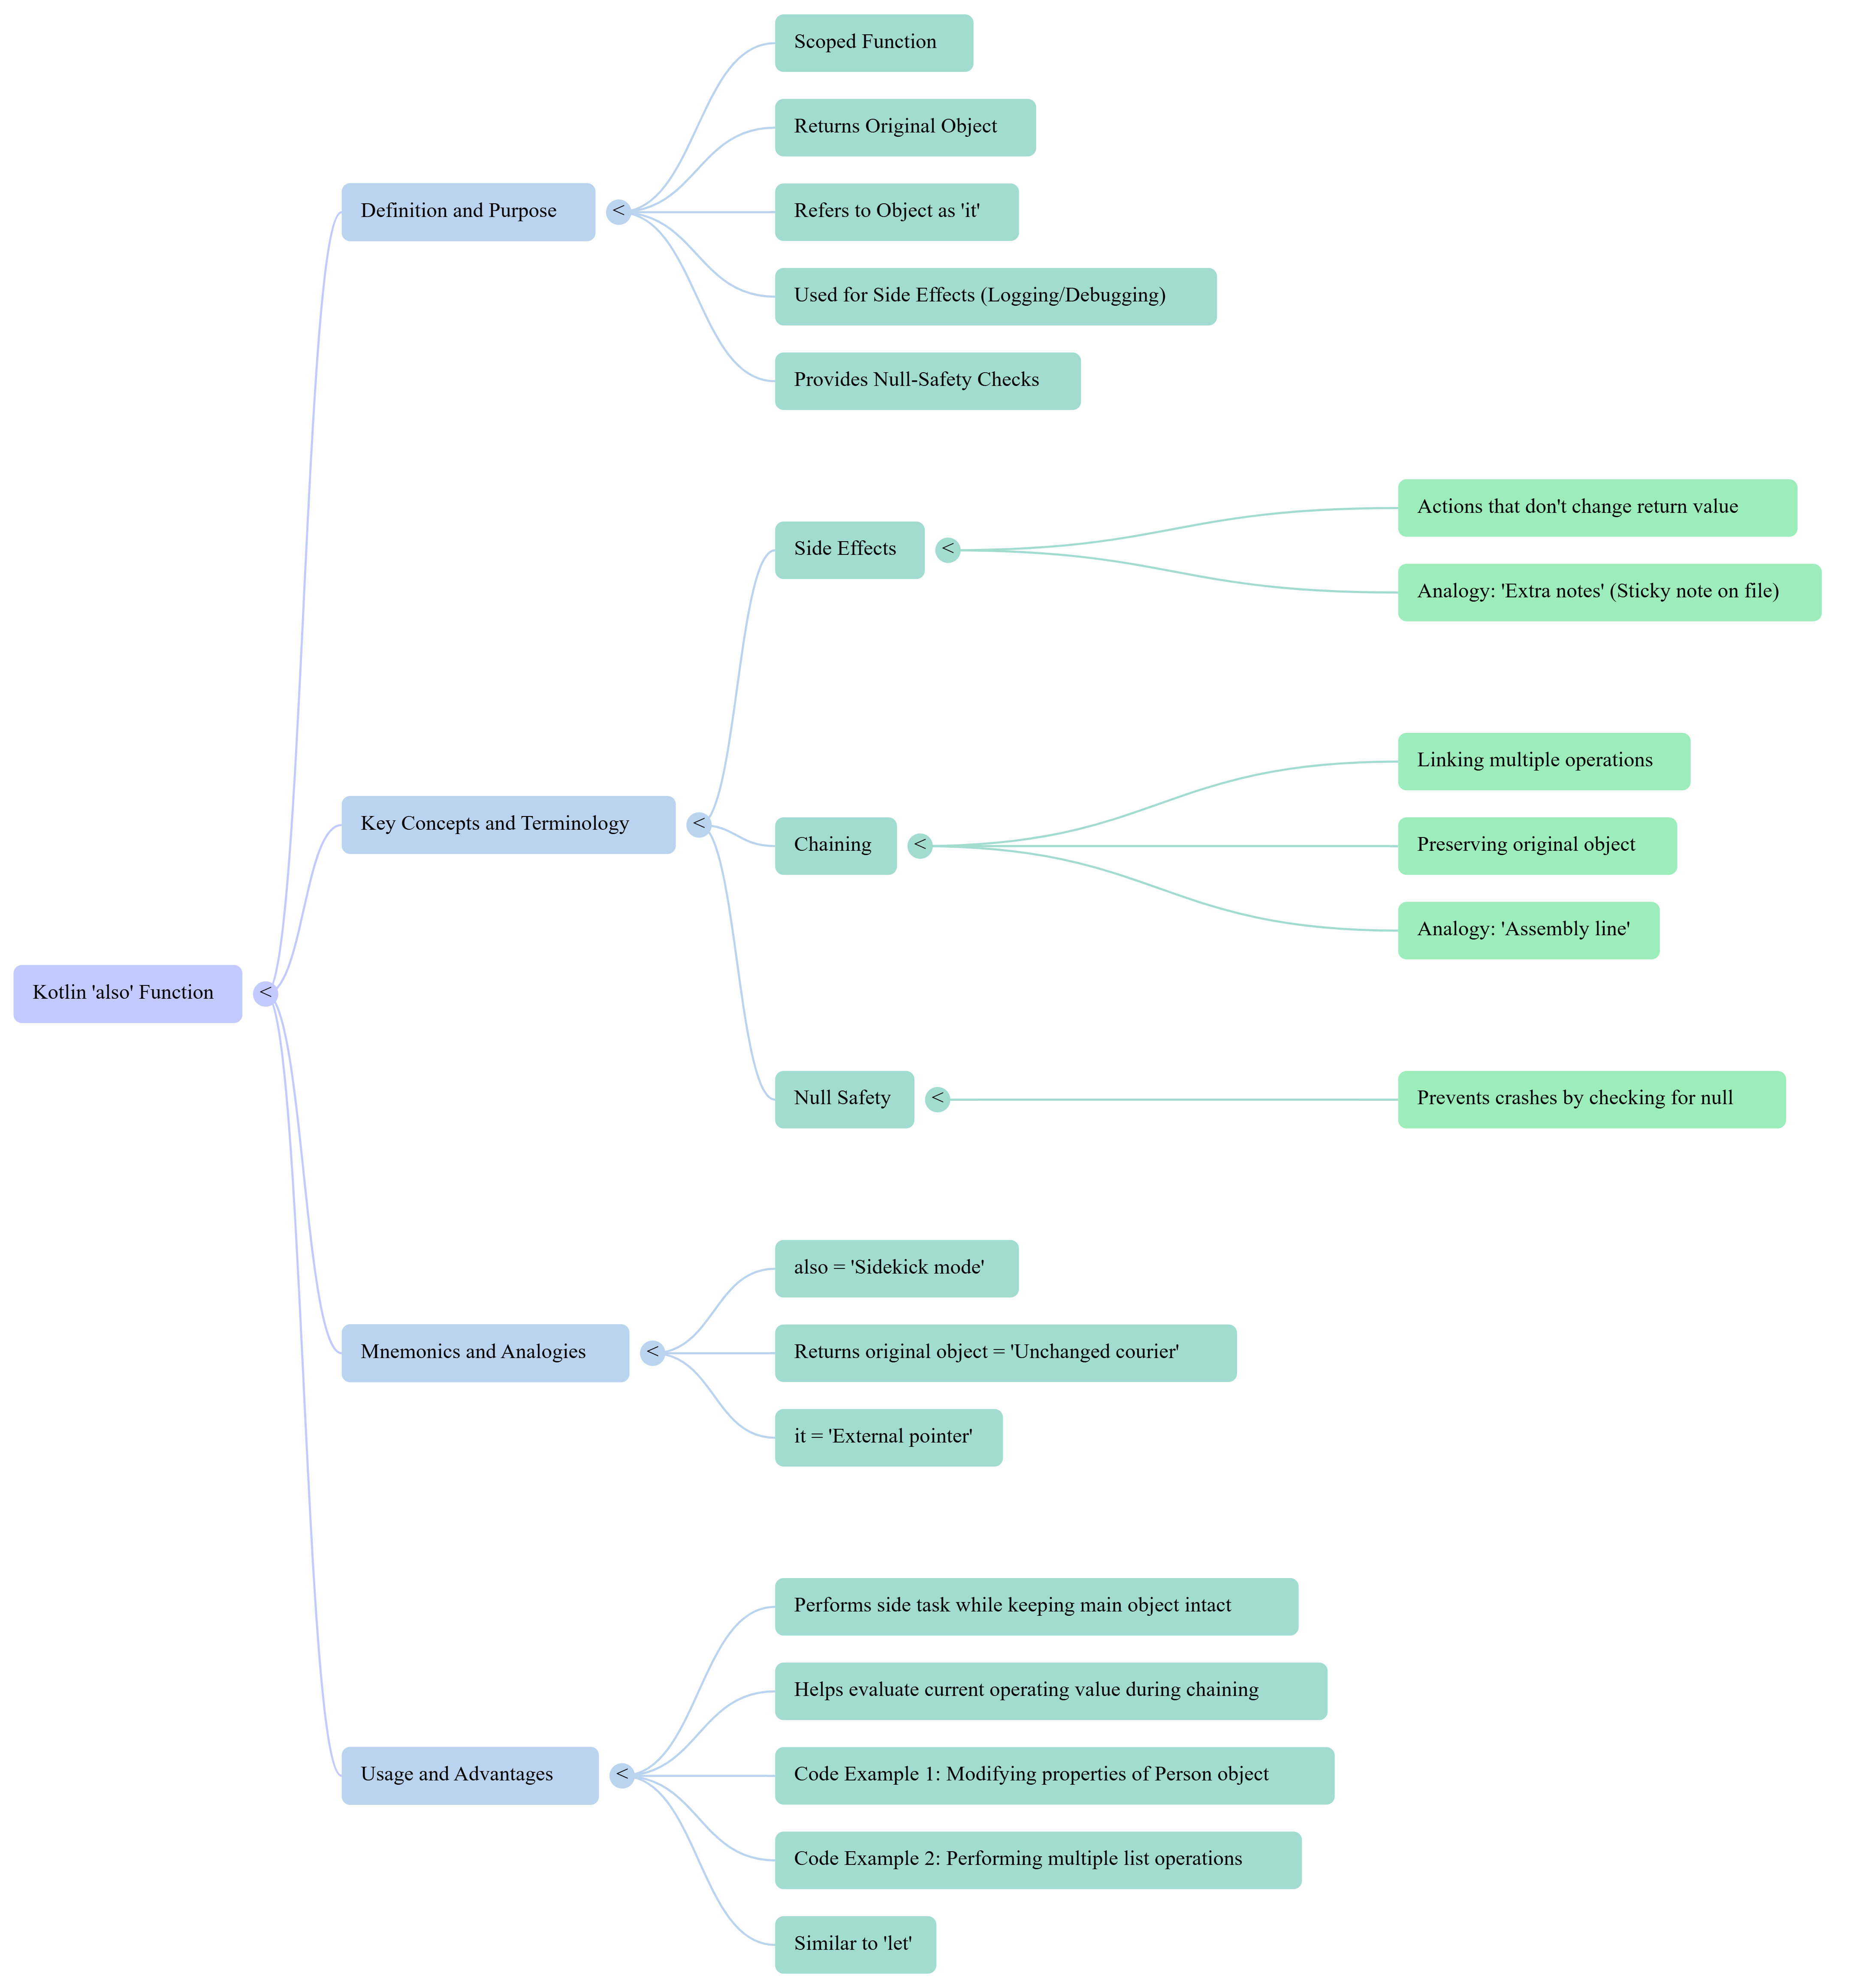 Kotlin 'also' Function
<
Definition and Purpose
<
Scoped Function
Returns Original Object
Refers to Object as 'it'
Used for Side Effects (Logging/Debugging)
Provides Null-Safety Checks
Key Concepts and Terminology
<
Side Effects
<
Actions that don't change return value
Analogy: 'Extra notes' (Sticky note on file)
Chaining
<
Linking multiple operations
Preserving original object
Analogy: 'Assembly line'
Null Safety
<
Prevents crashes by checking for null
Mnemonics and Analogies
<
also = 'Sidekick mode'
Returns original object = 'Unchanged courier'
it = 'External pointer'
Usage and Advantages
<
Performs side task while keeping main object intact
Helps evaluate current operating value during chaining
Code Example 1: Modifying properties of Person object
Code Example 2: Performing multiple list operations
Similar to 'let'